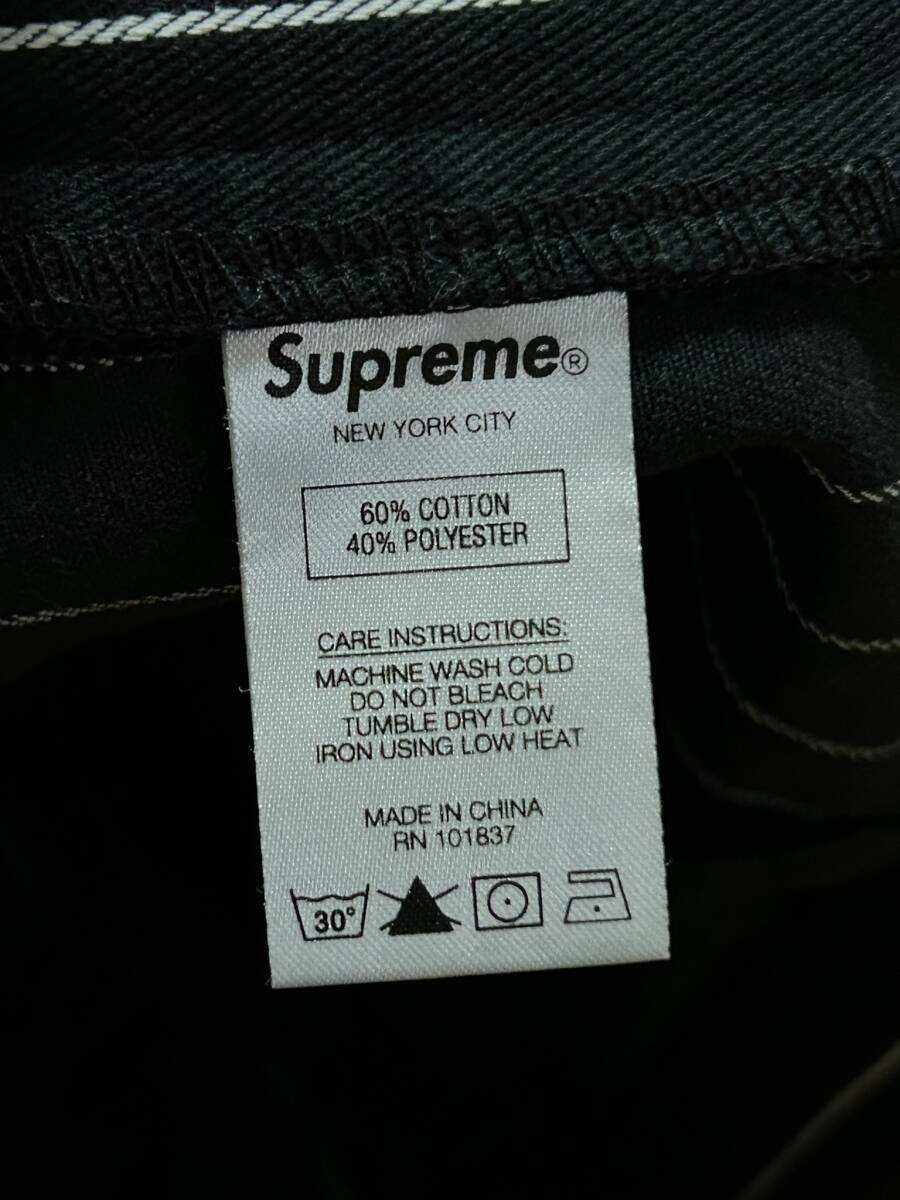 Supreme®
NEW YORK CITY
60% COTTON
40% POLYESTER
CARE INSTRUCTIONS:
MACHINE WASH COLD
DO NOT BLEACH
TUMBLE DRY LOW
IRON USING LOW HEAT
MADE IN CHINA
RN 101837
30°